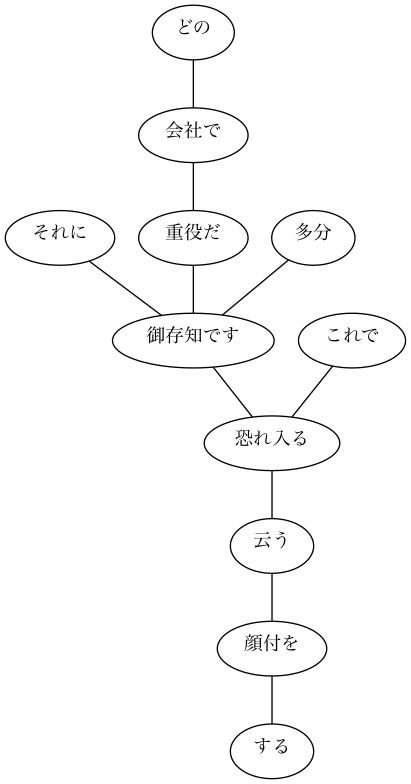 どの
会社で
それに
重役だ
多分
御存知です
これで
恐れ入る
云う
顔付を
する